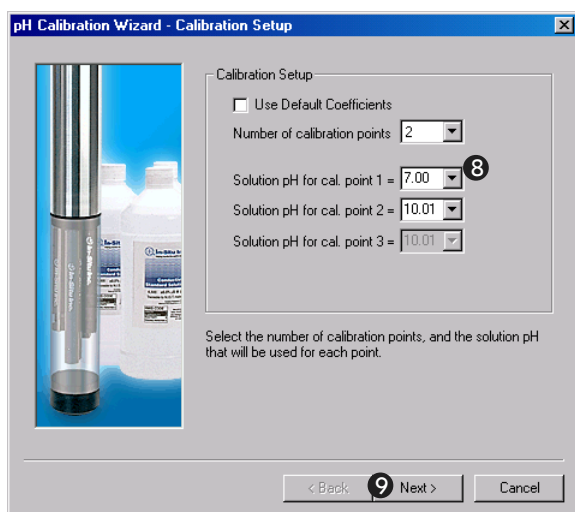 pH Calibration Wizard - Calibration Setup
Calibration Setup
Use Default Coefficients
Number of calibration points 2
Solution pH for cal. point 1 = 7.00 8
Solution pH for cal. point 2 = 10.01
Solution pH for cal. point 3 = 10.01
In-Situ Inc.
Select the number of calibration points, and the solution pH
that will be used for each point.
< Back 9 Next > Cancel